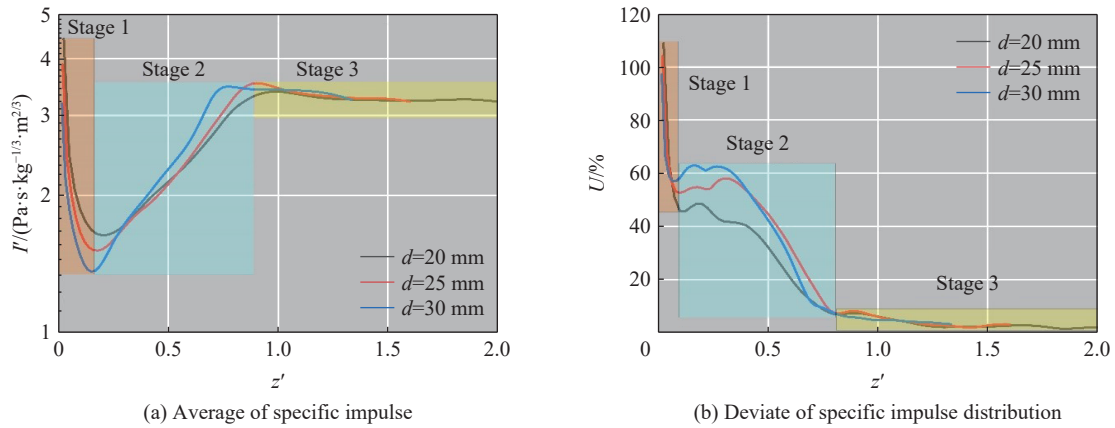 5
4
3
2
1
I′/(Pa·s·kg−1/3·m2/3)
Stage 1
Stage 2
Stage 3
d=20 mm
d=25 mm
d=30 mm
0
0.5
1.0
1.5
2.0
z′
(a) Average of specific impulse
120
100
80
60
40
20
U/%
d=20 mm
d=25 mm
d=30 mm
Stage 1
Stage 2
Stage 3
0
0.5
1.0
1.5
2.0
z′
(b) Deviate of specific impulse distribution